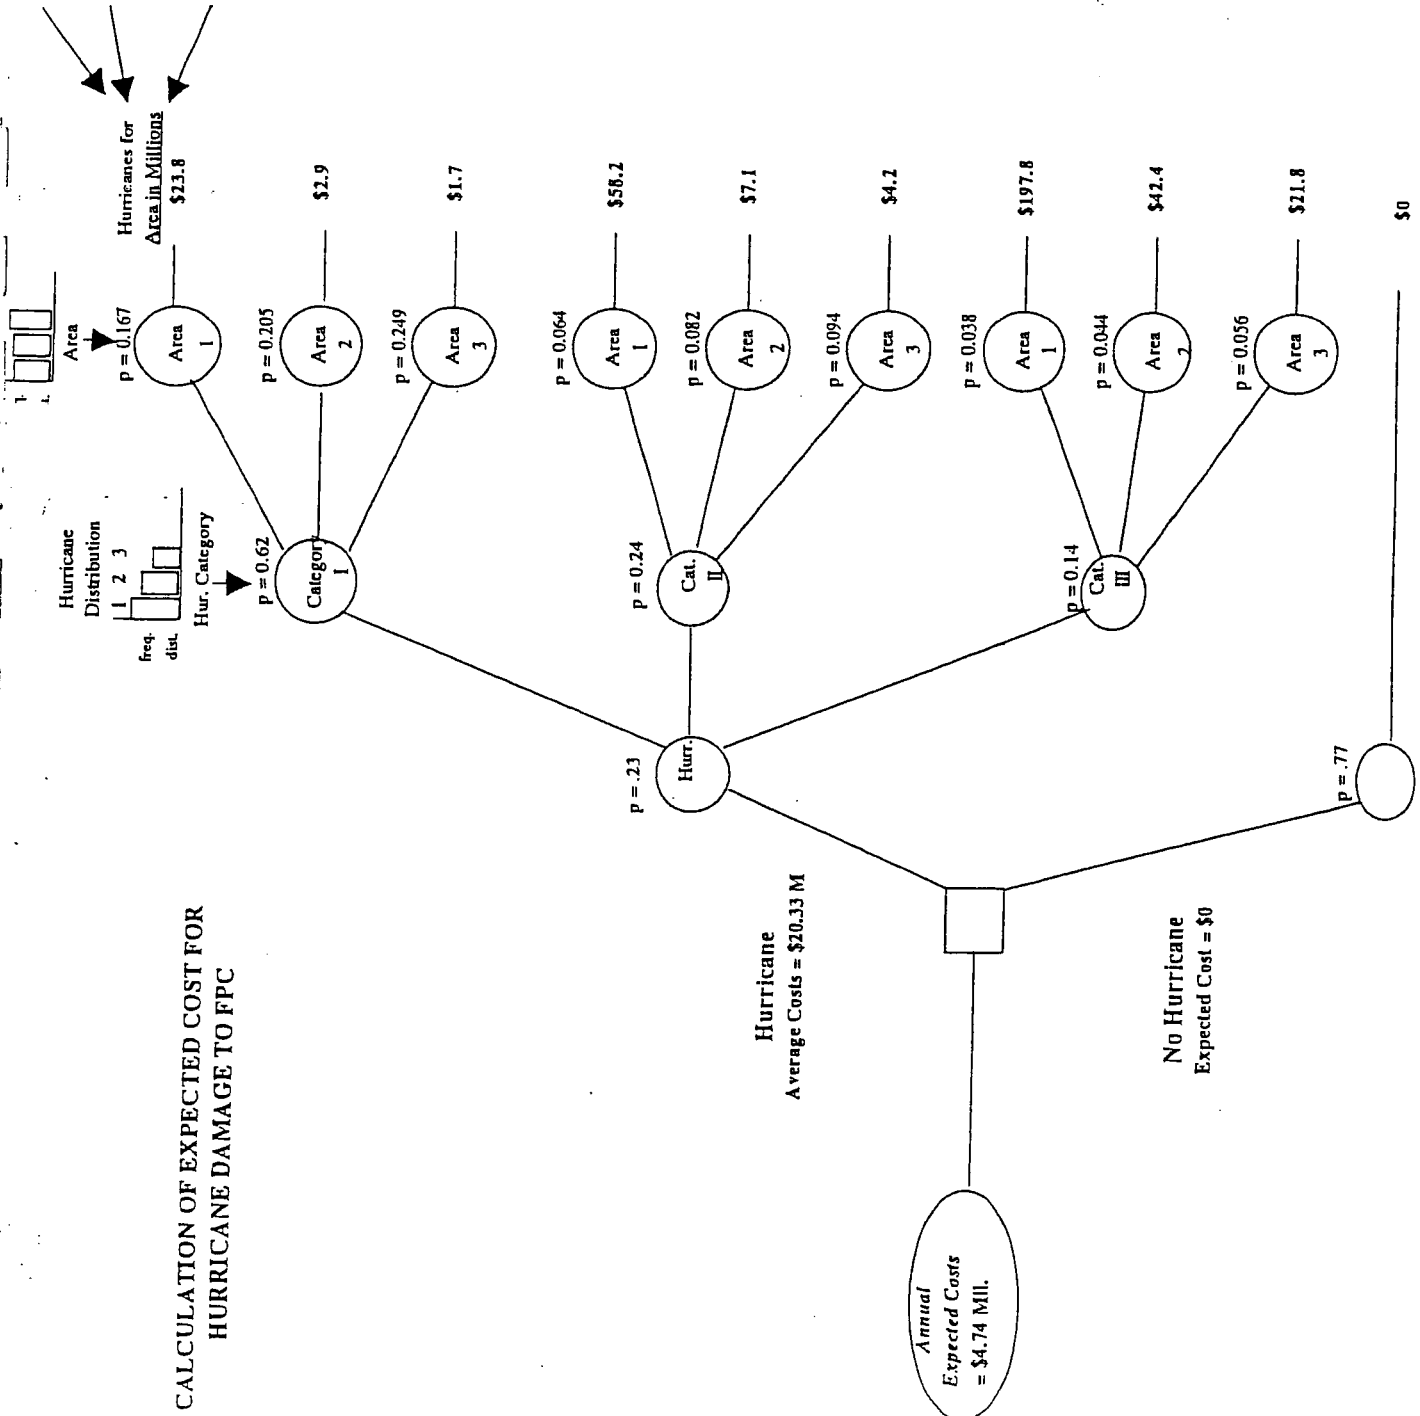 CALCULATION OF EXPECTED COST FOR
HURRICANE DAMAGE TO FPC
Hurricane
Distribution
1 2 3
freq.
dist.
Hur. Category
Area
Hurricanes for
Area in Millions
p = 0.62
Category
I
p = 0.167
Area
1
$23.8
p = 0.205
Area
2
$2.9
p = 0.249
Area
3
$1.7
p = .23
Hurr.
p = 0.24
Cat.
II
p = 0.064
Area
1
$58.2
p = 0.082
Area
2
$7.1
p = 0.094
Area
3
$4.2
p = 0.14
Cat.
III
p = 0.038
Area
1
$197.8
p = 0.044
Area
2
$42.4
p = 0.056
Area
3
$21.8
Hurricane
Average Costs = $20.33 M
Annual
Expected Costs
= $4.74 Mil.
No Hurricane
Expected Cost = $0
p = .77
$0